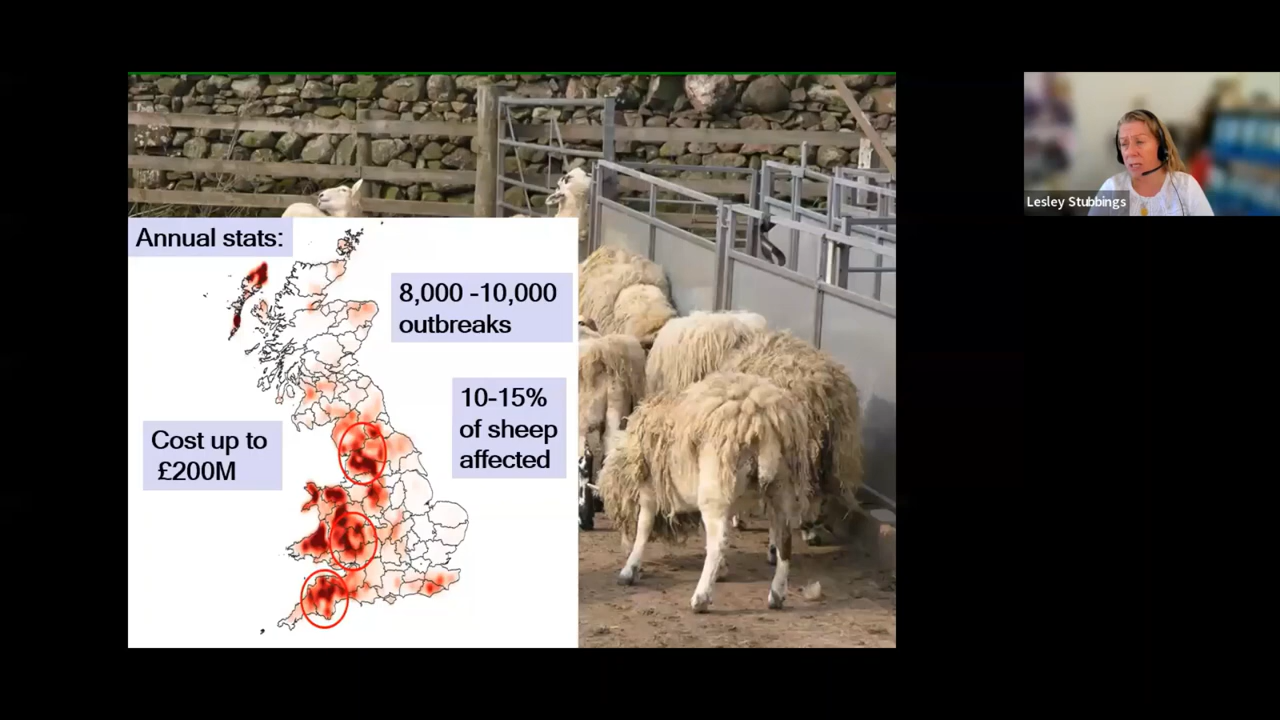 Annual stats:
8,000 -10,000
outbreaks
10-15%
of sheep
affected
Cost up to
£200M
Lesley Stubbings